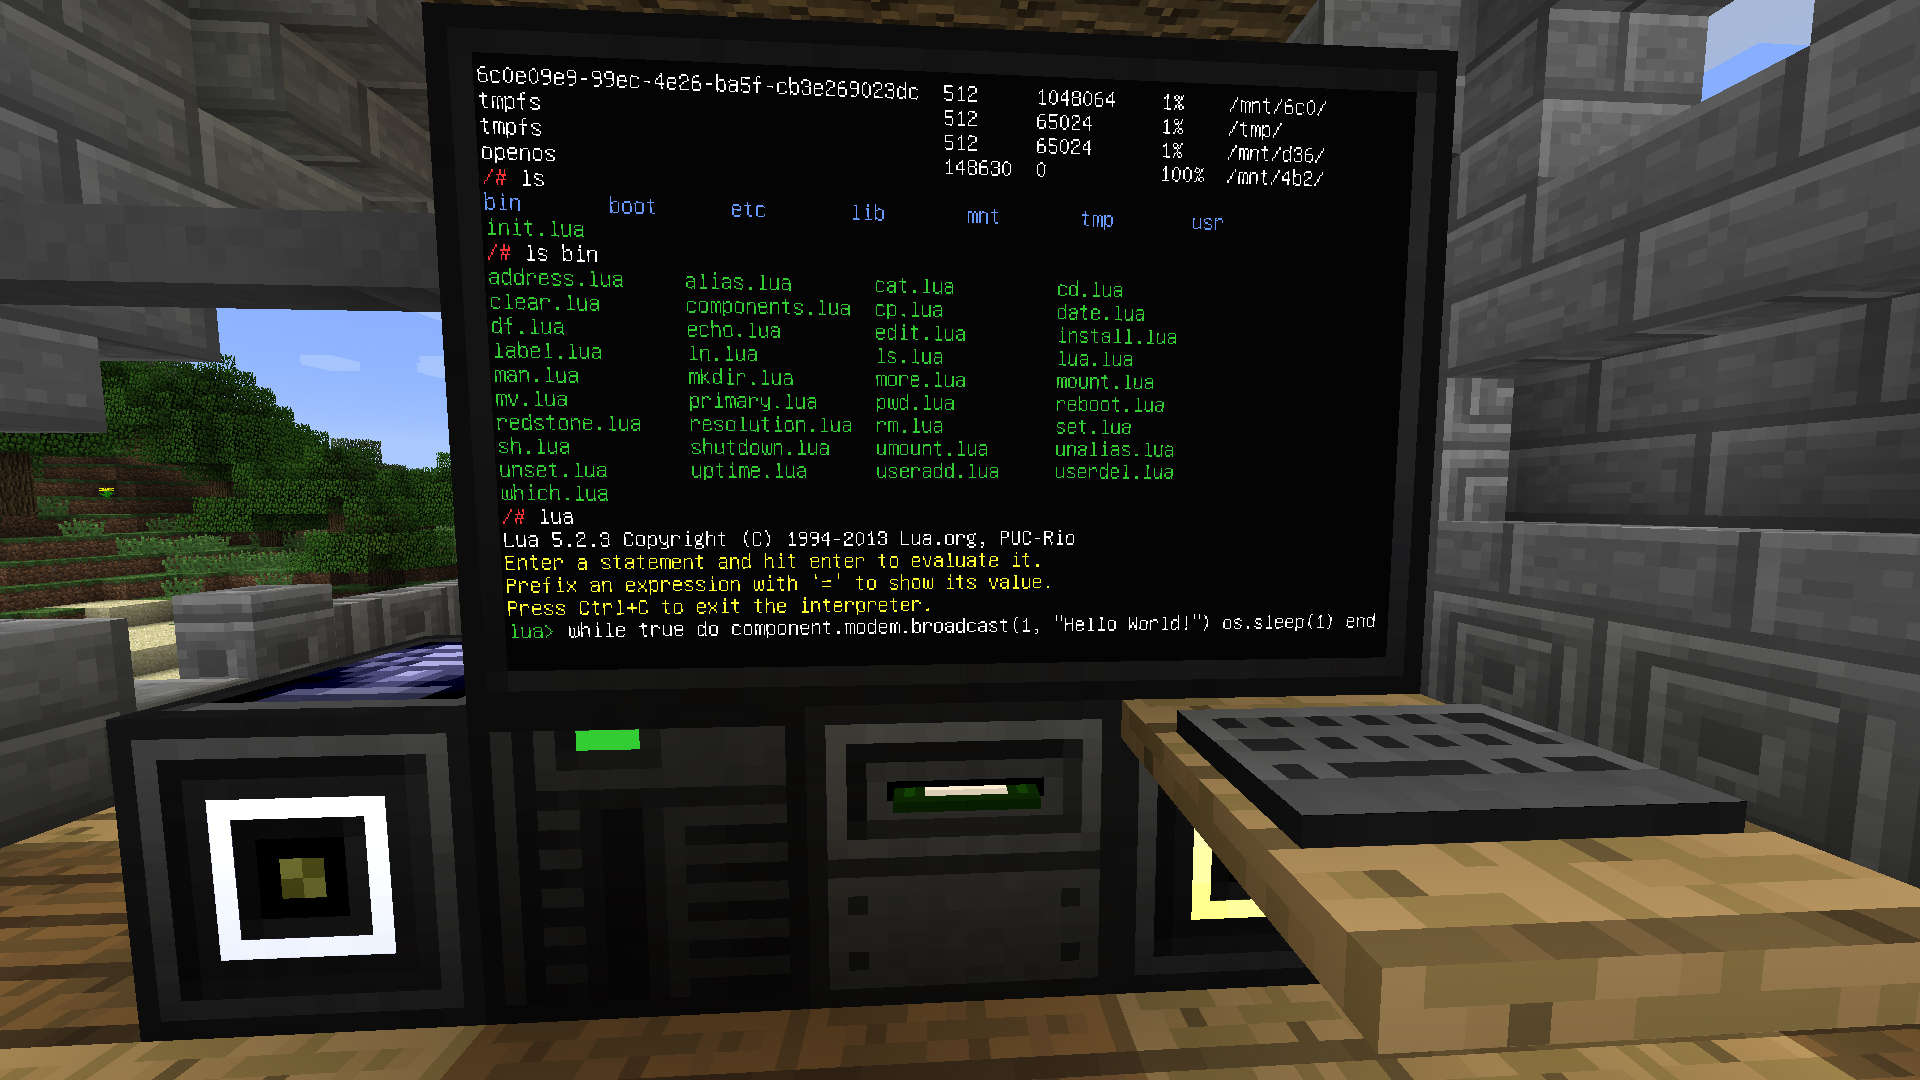 6c0e09e9-99ec-4e26-ba5f-cb3e269023dc 512 1048064 1% /mnt/6c0/
tmpfs 512 65024 1% /tmp/
tmpfs 512 65024 1% /mnt/d36/
openos 148630 0 100% /mnt/4b2/
/# ls
bin boot etc lib mnt tmp usr
init.lua
/# ls bin
address.lua alias.lua cat.lua cd.lua
clear.lua components.lua cp.lua date.lua
df.lua echo.lua edit.lua install.lua
label.lua ln.lua ls.lua lua.lua
man.lua mkdir.lua more.lua mount.lua
mv.lua primary.lua pwd.lua reboot.lua
redstone.lua resolution.lua rm.lua set.lua
sh.lua shutdown.lua umount.lua unalias.lua
unset.lua uptime.lua useradd.lua userdel.lua
which.lua
/# lua
Lua 5.2.3 Copyright (C) 1994-2013 Lua.org, PUC-Rio
Enter a statement and hit enter to evaluate it.
Prefix an expression with '=' to show its value.
Press Ctrl+C to exit the interpreter.
lua> while true do component.modem.broadcast(1, "Hello World!") os.sleep(1) end